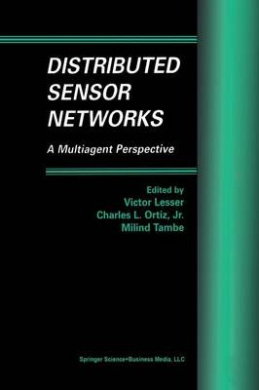 DISTRIBUTED
SENSOR
NETWORKS
A Multiagent Perspective
Edited by
Victor Lesser
Charles L. Ortiz, Jr.
Milind Tambe
Springer Science+Business Media, LLC